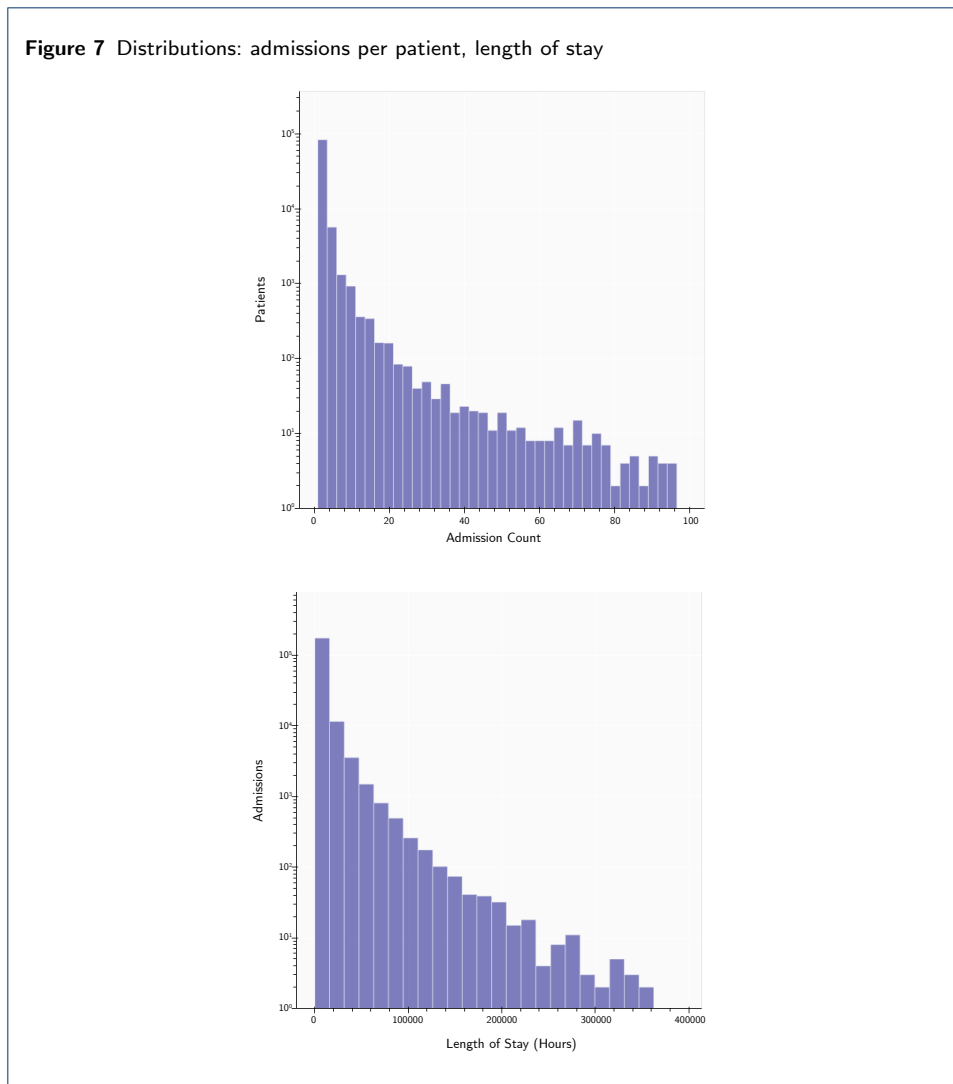 Figure 7 Distributions: admissions per patient, length of stay
10⁵
10⁴
10³
10²
10¹
10⁰
Patients
0 20 40 60 80 100
Admission Count
10⁵
10⁴
10³
10²
10¹
10⁰
Admissions
0 100000 200000 300000 400000
Length of Stay (Hours)